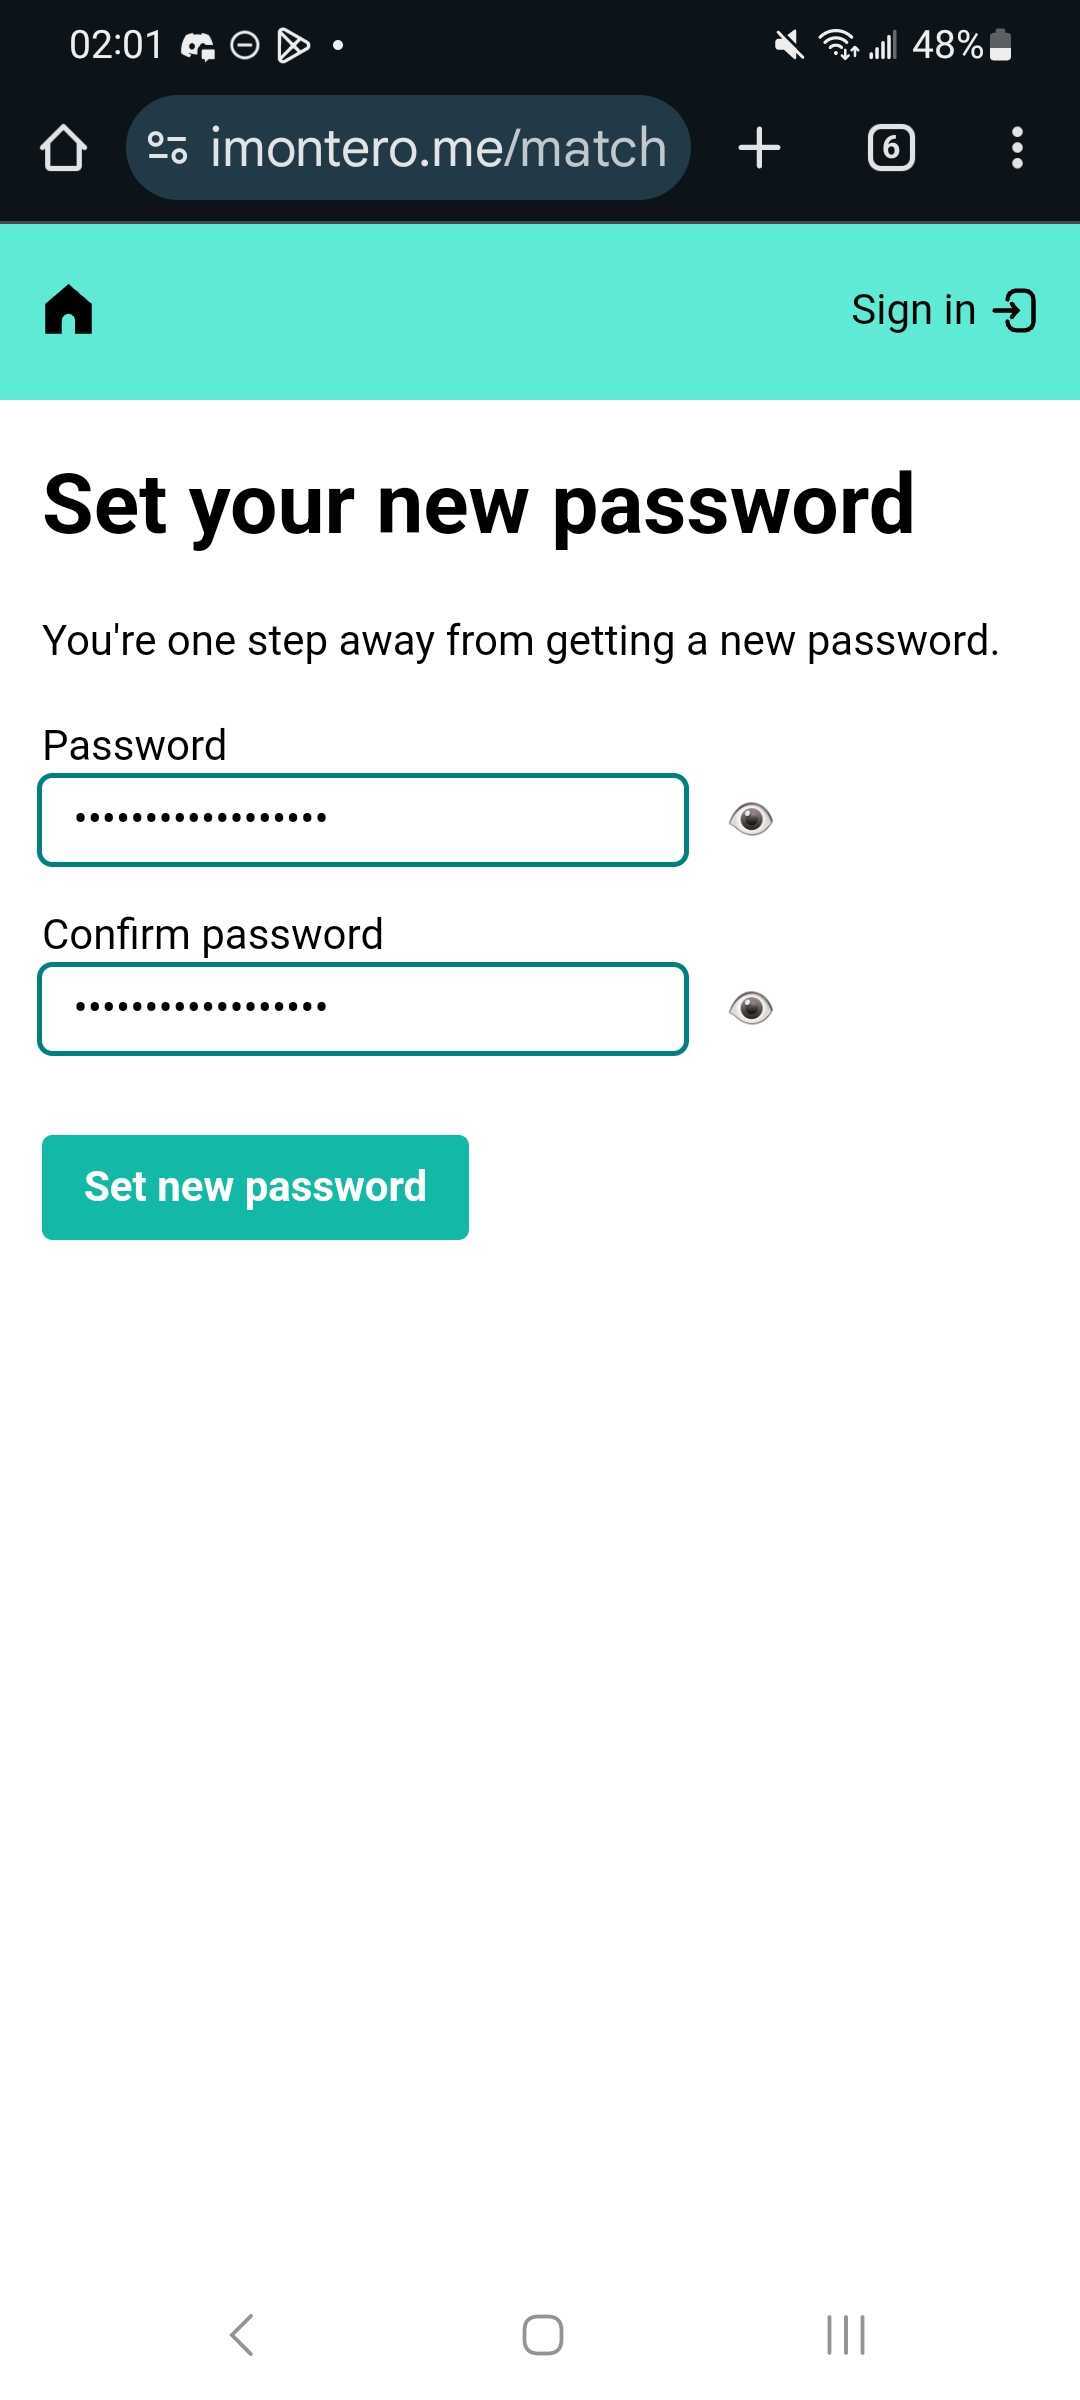 02:01
48%
imontero.me/match
6
Sign in
Set your new password
You're one step away from getting a new password.
Password
••••••••••••••••••
Confirm password
••••••••••••••••••
Set new password